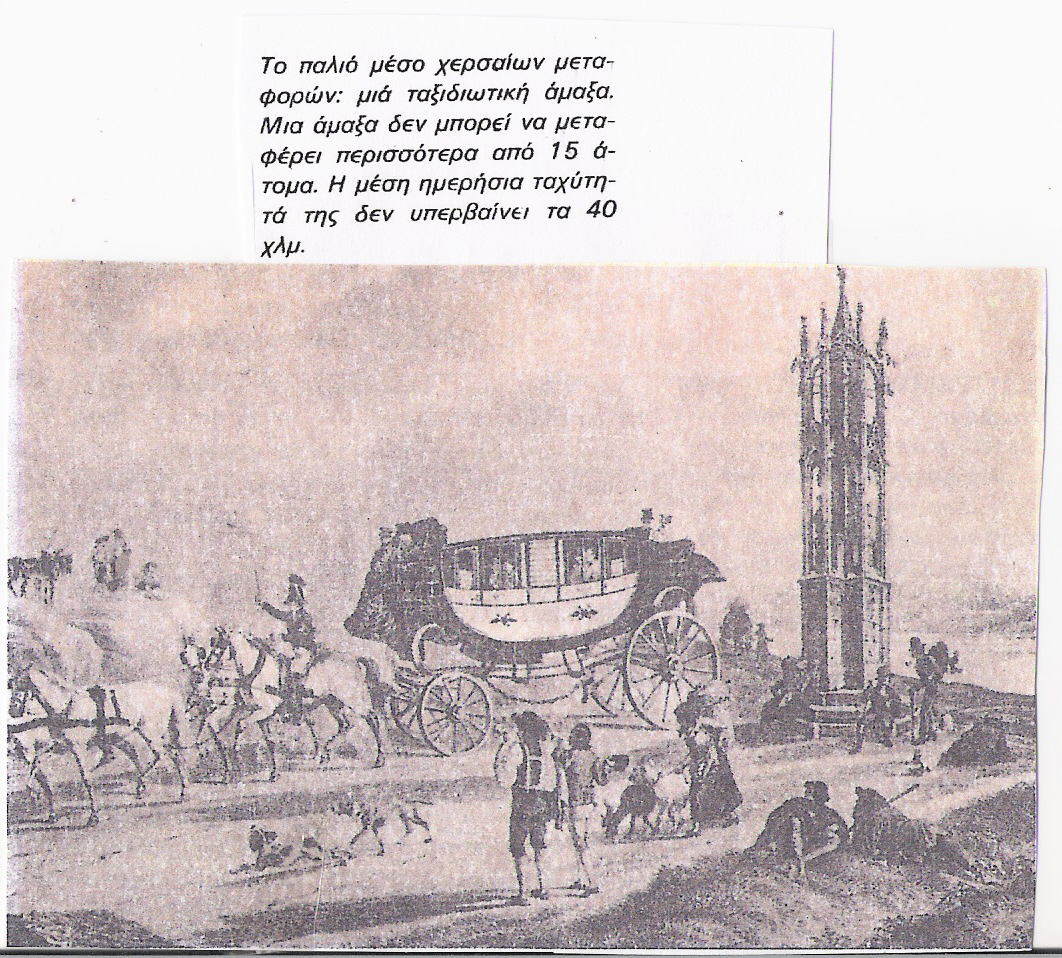 Το παλιό μέσο χερσαίων μετα-
φορών: μιά ταξιδιωτική άμαξα.
Μια άμαξα δεν μπορεί να μετα-
φέρει περισσότερα από 15 ά-
τομα. Η μέση ημερήσια ταχύτη-
τά της δεν υπερβαίνει τα 40
χλμ.